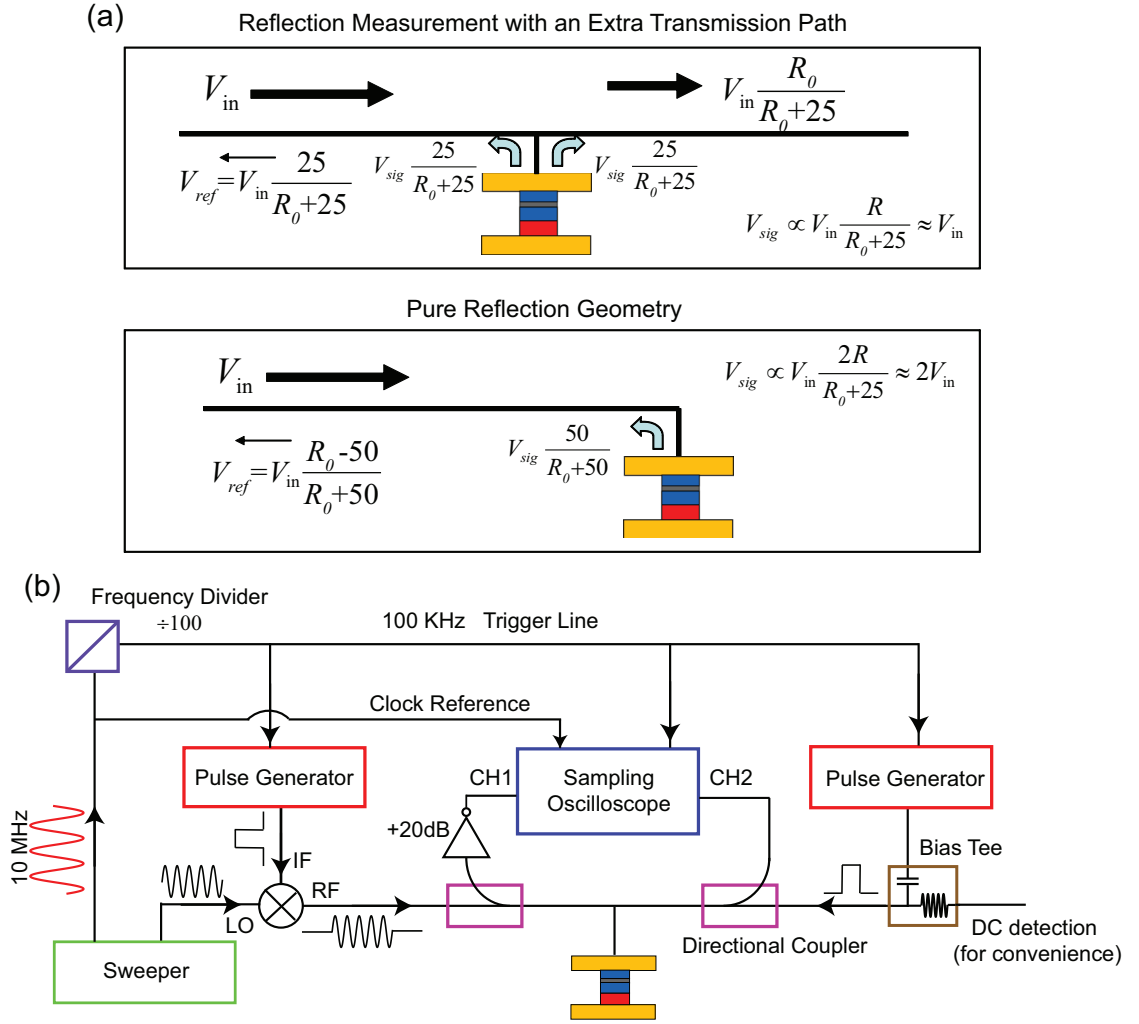 (a)
Reflection Measurement with an Extra Transmission Path
V_in
V_in R_0/(R_0+25)
V_ref=V_in 25/(R_0+25)
V_sig 25/(R_0+25)
V_sig 25/(R_0+25)
V_sig ∝ V_in R/(R_0+25) ≈ V_in
Pure Reflection Geometry
V_in
V_sig ∝ V_in 2R/(R_0+25) ≈ 2V_in
V_ref=V_in (R_0-50)/(R_0+50)
V_sig 50/(R_0+50)
(b)
Frequency Divider
÷100
100 KHz Trigger Line
Clock Reference
Pulse Generator
CH1
Sampling
Oscilloscope
CH2
Pulse Generator
10 MHz
+20dB
Bias Tee
IF
RF
LO
Directional Coupler
DC detection
(for convenience)
Sweeper